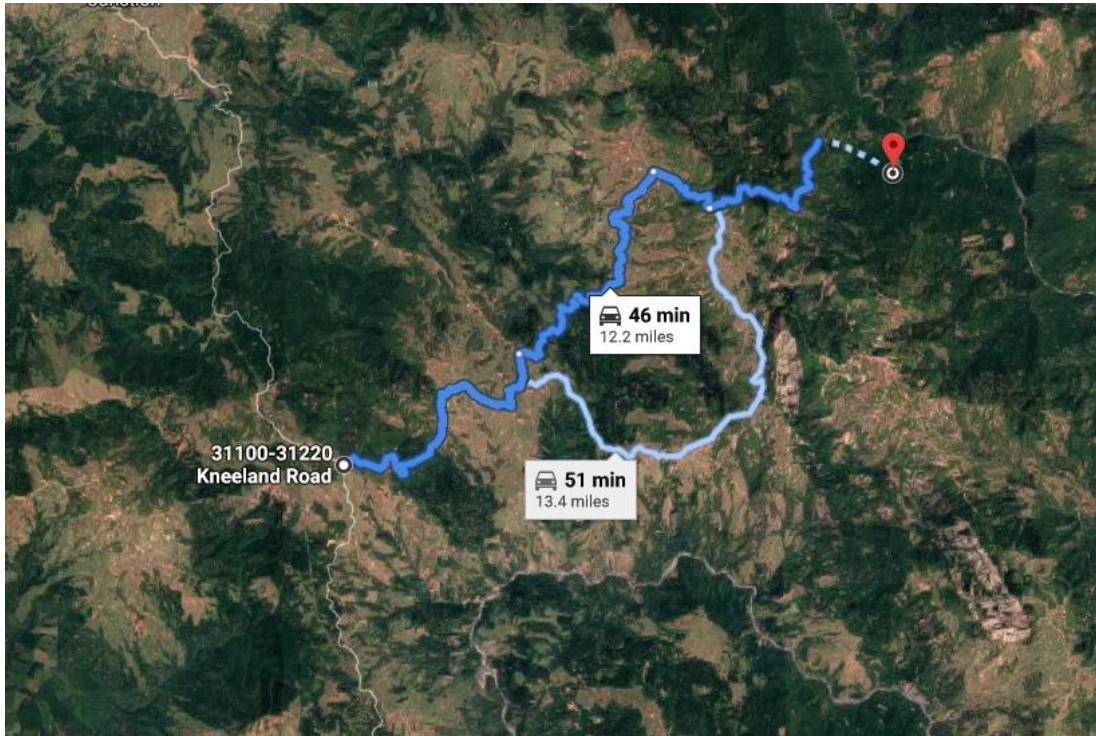 46 min
12.2 miles
31100-31220
Kneeland Road
51 min
13.4 miles